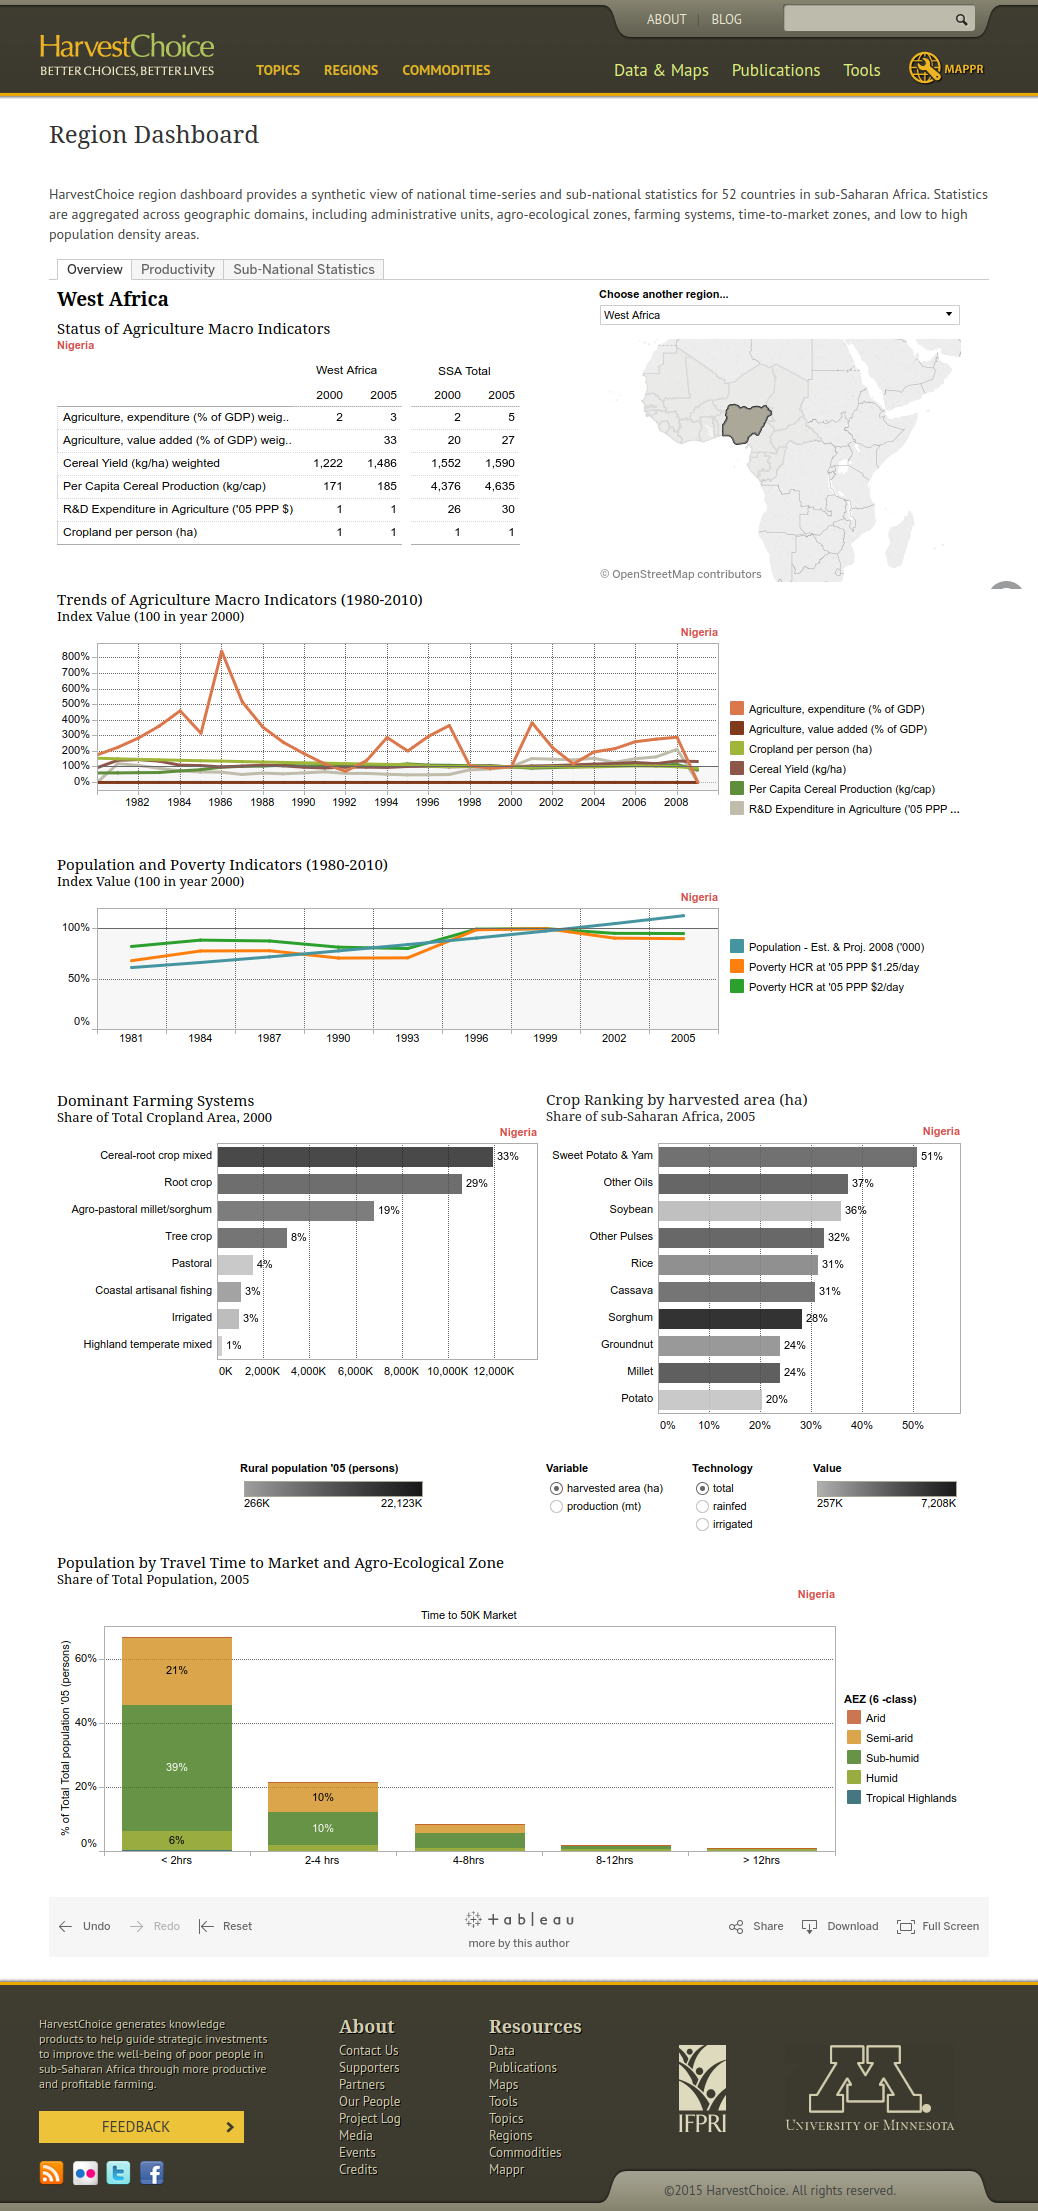 ABOUT | BLOG
HarvestChoice
BETTER CHOICES, BETTER LIVES
TOPICS REGIONS COMMODITIES
Data & Maps Publications Tools MAPPR
Region Dashboard
HarvestChoice region dashboard provides a synthetic view of national time-series and sub-national statistics for 52 countries in sub-Saharan Africa. Statistics
are aggregated across geographic domains, including administrative units, agro-ecological zones, farming systems, time-to-market zones, and low to high
population density areas.
Overview Productivity Sub-National Statistics
West Africa
Status of Agriculture Macro Indicators
Nigeria
West Africa SSA Total
2000 2005 2000 2005
Agriculture, expenditure (% of GDP) weig.. 2 3 2 5
Agriculture, value added (% of GDP) weig.. 33 20 27
Cereal Yield (kg/ha) weighted 1,222 1,486 1,552 1,590
Per Capita Cereal Production (kg/cap) 171 185 4,376 4,635
R&D Expenditure in Agriculture ('05 PPP $) 1 1 26 30
Cropland per person (ha) 1 1 1 1
Choose another region...
West Africa
© OpenStreetMap contributors
Trends of Agriculture Macro Indicators (1980-2010)
Index Value (100 in year 2000)
Nigeria
800%
700%
600%
500%
400%
300%
200%
100%
0%
1982 1984 1986 1988 1990 1992 1994 1996 1998 2000 2002 2004 2006 2008
Agriculture, expenditure (% of GDP)
Agriculture, value added (% of GDP)
Cropland per person (ha)
Cereal Yield (kg/ha)
Per Capita Cereal Production (kg/cap)
R&D Expenditure in Agriculture ('05 PPP ...
Population and Poverty Indicators (1980-2010)
Index Value (100 in year 2000)
Nigeria
100%
50%
0%
1981 1984 1987 1990 1993 1996 1999 2002 2005
Population - Est. & Proj. 2008 ('000)
Poverty HCR at '05 PPP $1.25/day
Poverty HCR at '05 PPP $2/day
Dominant Farming Systems
Share of Total Cropland Area, 2000
Nigeria
Cereal-root crop mixed 33%
Root crop 29%
Agro-pastoral millet/sorghum 19%
Tree crop 8%
Pastoral 4%
Coastal artisanal fishing 3%
Irrigated 3%
Highland temperate mixed 1%
0K 2,000K 4,000K 6,000K 8,000K 10,000K 12,000K
Crop Ranking by harvested area (ha)
Share of sub-Saharan Africa, 2005
Nigeria
Sweet Potato & Yam 51%
Other Oils 37%
Soybean 36%
Other Pulses 32%
Rice 31%
Cassava 31%
Sorghum 28%
Groundnut 24%
Millet 24%
Potato 20%
0% 10% 20% 30% 40% 50%
Rural population '05 (persons)
266K 22,123K
Variable
harvested area (ha)
production (mt)
Technology
total
rainfed
irrigated
Value
257K 7,208K
Population by Travel Time to Market and Agro-Ecological Zone
Share of Total Population, 2005
Nigeria
Time to 50K Market
% of Total Total population '05 (persons)
60%
40%
20%
0%
21%
39%
6%
10%
10%
< 2hrs 2-4 hrs 4-8hrs 8-12hrs > 12hrs
AEZ (6 -class)
Arid
Semi-arid
Sub-humid
Humid
Tropical Highlands
Undo Redo Reset
+ableau
more by this author
Share Download Full Screen
HarvestChoice generates knowledge
products to help guide strategic investments
to improve the well-being of poor people in
sub-Saharan Africa through more productive
and profitable farming.
FEEDBACK
About
Contact Us
Supporters
Partners
Our People
Project Log
Media
Events
Credits
Resources
Data
Publications
Maps
Tools
Topics
Regions
Commodities
Mappr
IFPRI
UNIVERSITY OF MINNESOTA
©2015 HarvestChoice. All rights reserved.